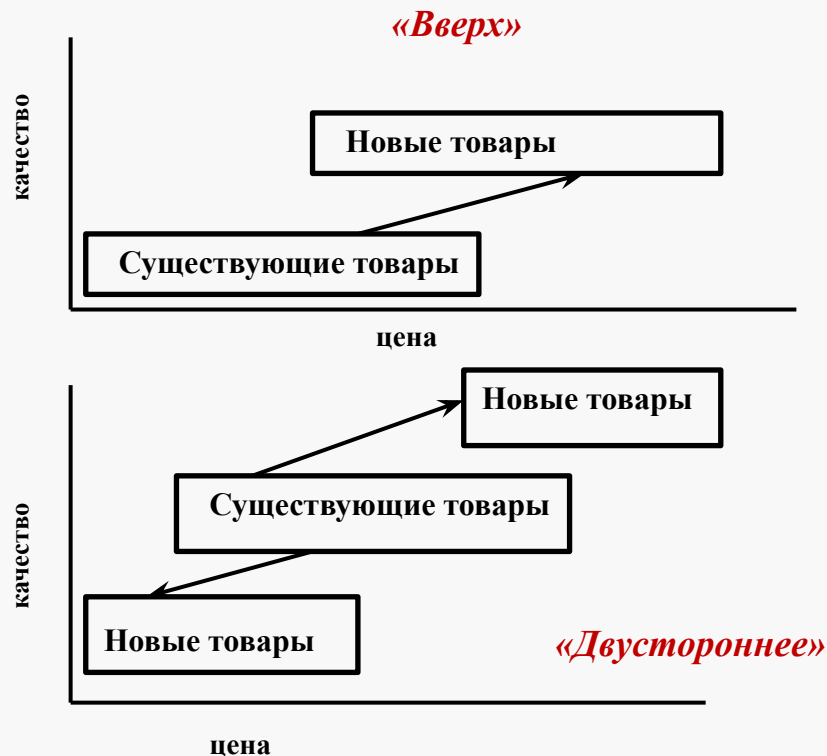 «Вверх»
качество
Новые товары
Существующие товары
цена
Новые товары
качество
Существующие товары
Новые товары
«Двустороннее»
цена